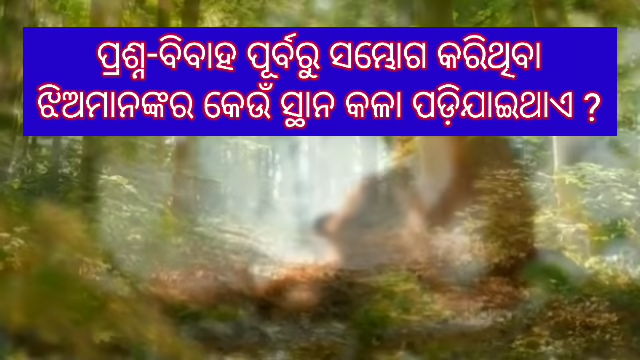 ପ୍ରଶ୍ନ-ବିବାହ ପୂର୍ବରୁ ସମ୍ଭୋଗ କରିଥିବା
ଝିଅମାନଙ୍କର କେଉଁ ସ୍ଥାନ କଳା ପଡ଼ିଯାଇଥାଏ ?